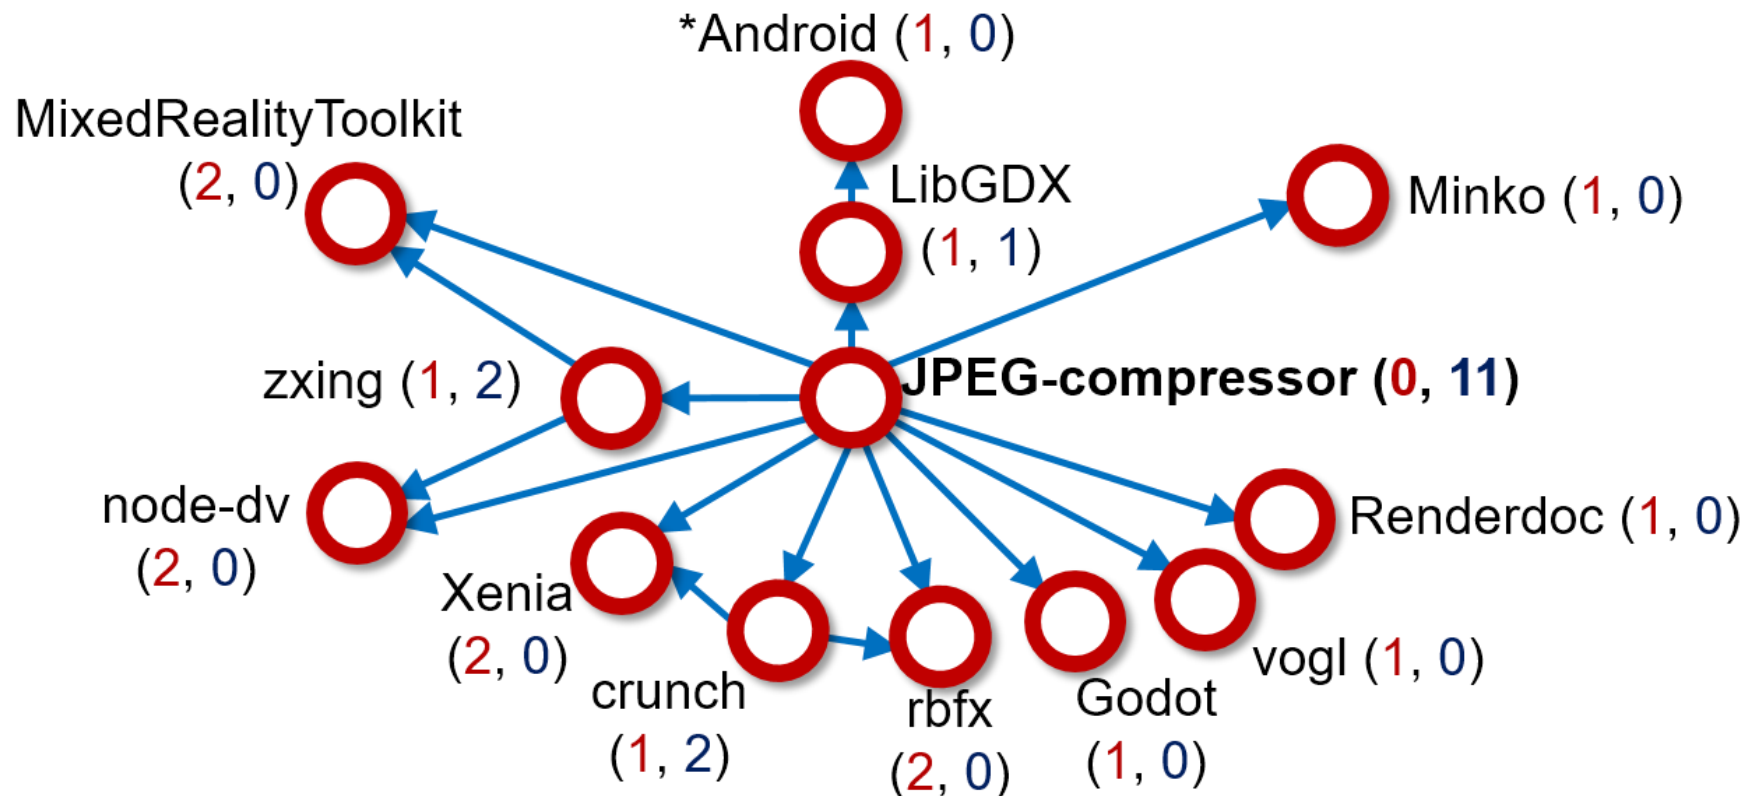 *Android (1, 0)
MixedRealityToolkit
(2, 0)
LibGDX
(1, 1)
Minko (1, 0)
zxing (1, 2)
JPEG-compressor (0, 11)
node-dv
(2, 0)
Renderdoc (1, 0)
Xenia
(2, 0)
crunch
(1, 2)
rbfx
(2, 0)
Godot
(1, 0)
vogl (1, 0)